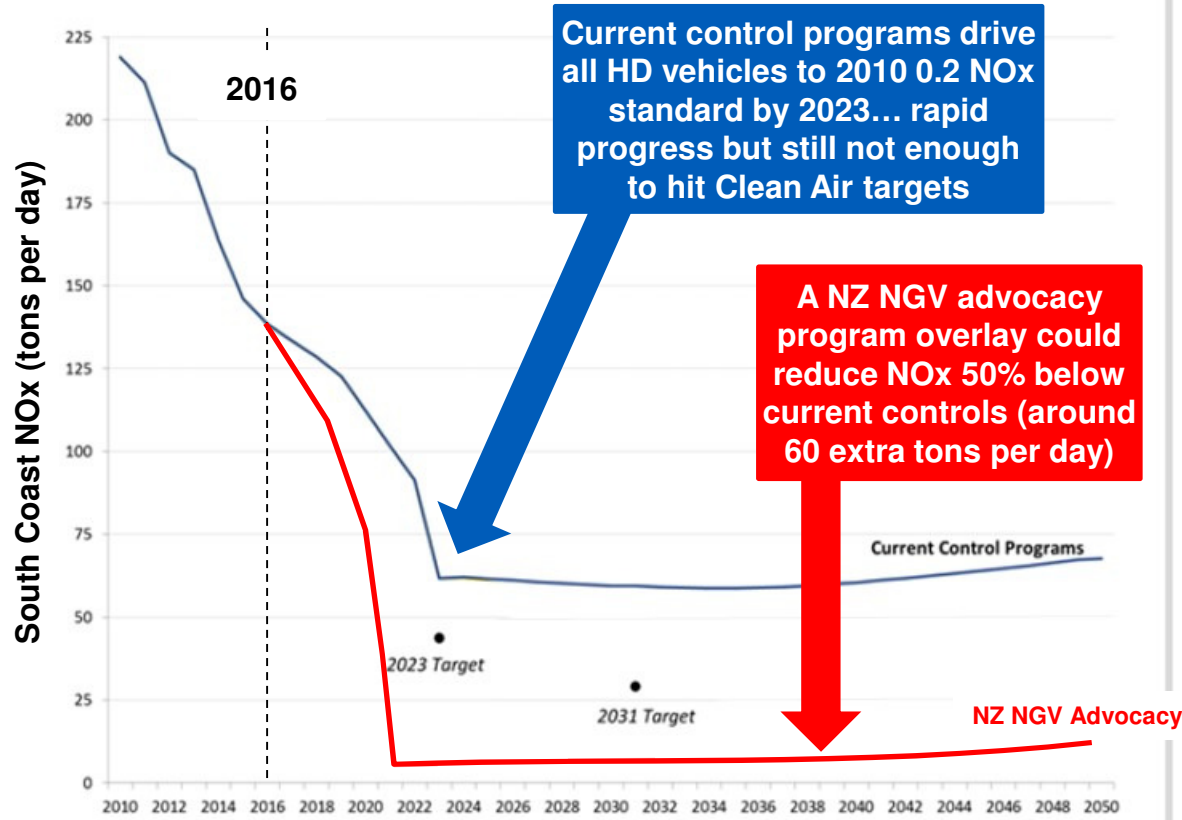 Current control programs drive
all HD vehicles to 2010 0.2 NOx
standard by 2023… rapid
progress but still not enough
to hit Clean Air targets
2016
A NZ NGV advocacy
program overlay could
reduce NOx 50% below
current controls (around
60 extra tons per day)
South Coast NOx (tons per day)
225
200
175
150
125
100
75
50
25
0
Current Control Programs
2023 Target
2031 Target
NZ NGV Advocacy
2010 2012 2014 2016 2018 2020 2022 2024 2026 2028 2030 2032 2034 2036 2038 2040 2042 2044 2046 2048 2050